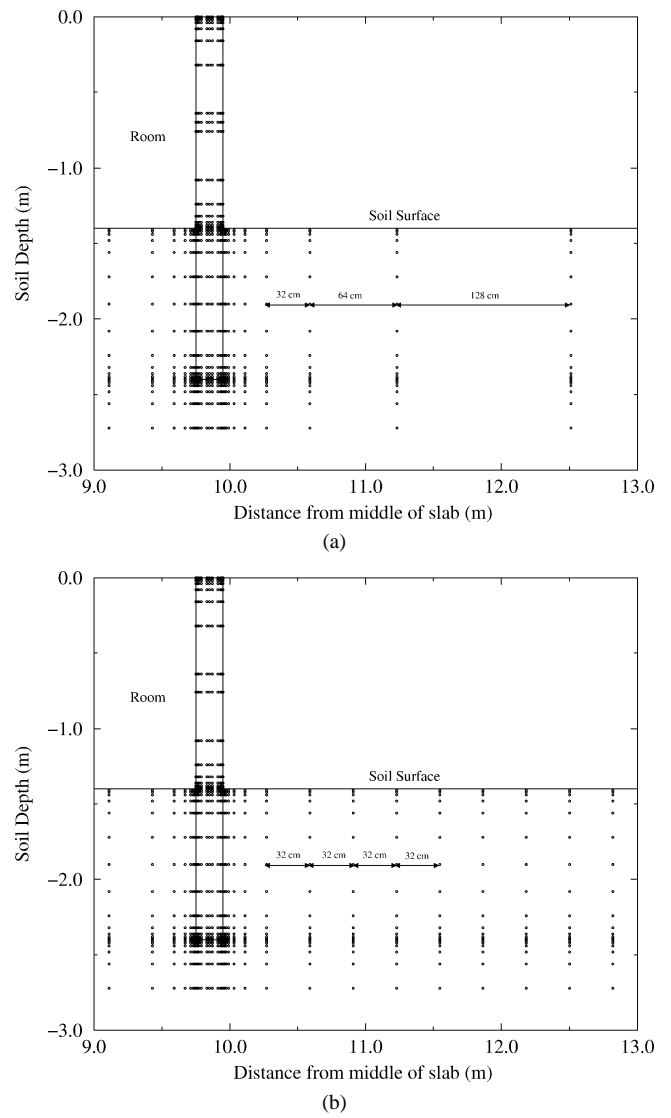 0.0
Room
−1.0
Soil Depth (m)
Soil Surface
32 cm 64 cm 128 cm
−2.0
−3.0
9.0 10.0 11.0 12.0 13.0
Distance from middle of slab (m)
(a)
0.0
Room
−1.0
Soil Depth (m)
Soil Surface
32 cm 32 cm 32 cm 32 cm
−2.0
−3.0
9.0 10.0 11.0 12.0 13.0
Distance from middle of slab (m)
(b)